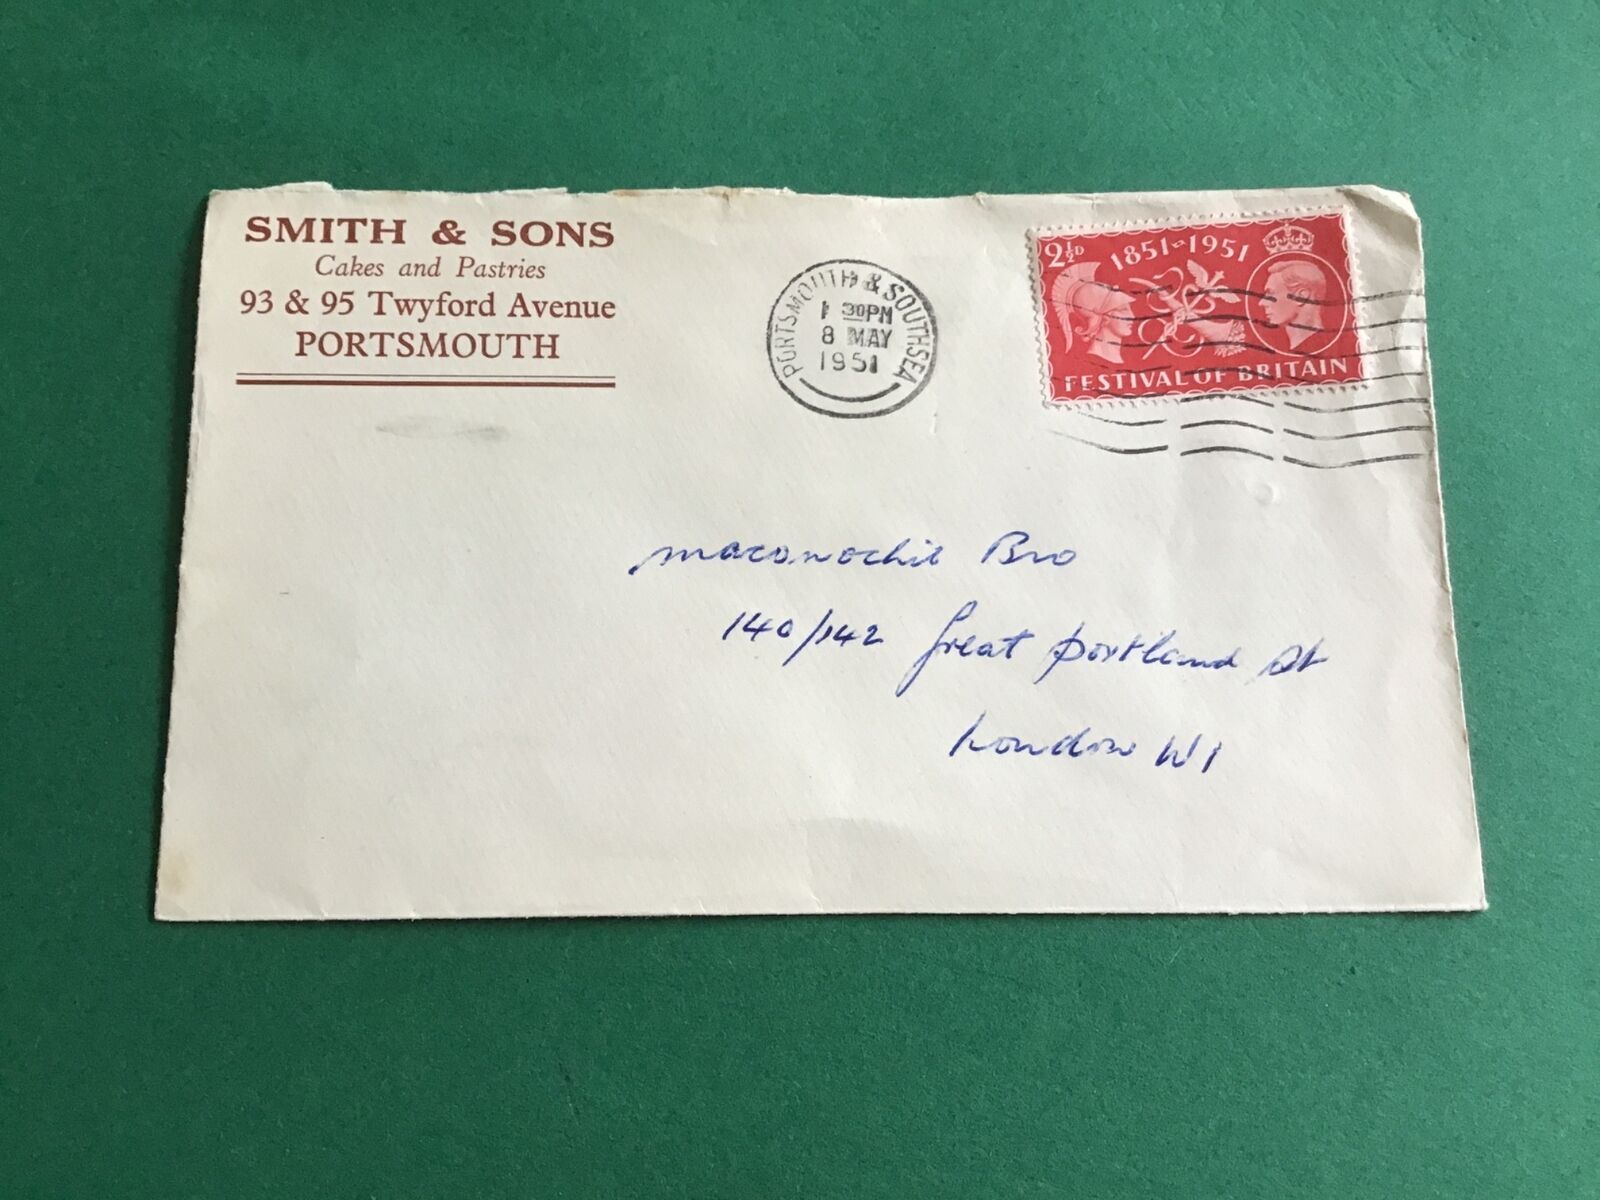 SMITH & SONS
Cakes and Pastries
93 & 95 Twyford Avenue
PORTSMOUTH
PORTSMOUTH & SOUTHSEA
1 30PM
8 MAY
1951
2½D
1851-1951
FESTIVAL OF BRITAIN
Maconochie Bro
140/142 Great Portland St
London W1